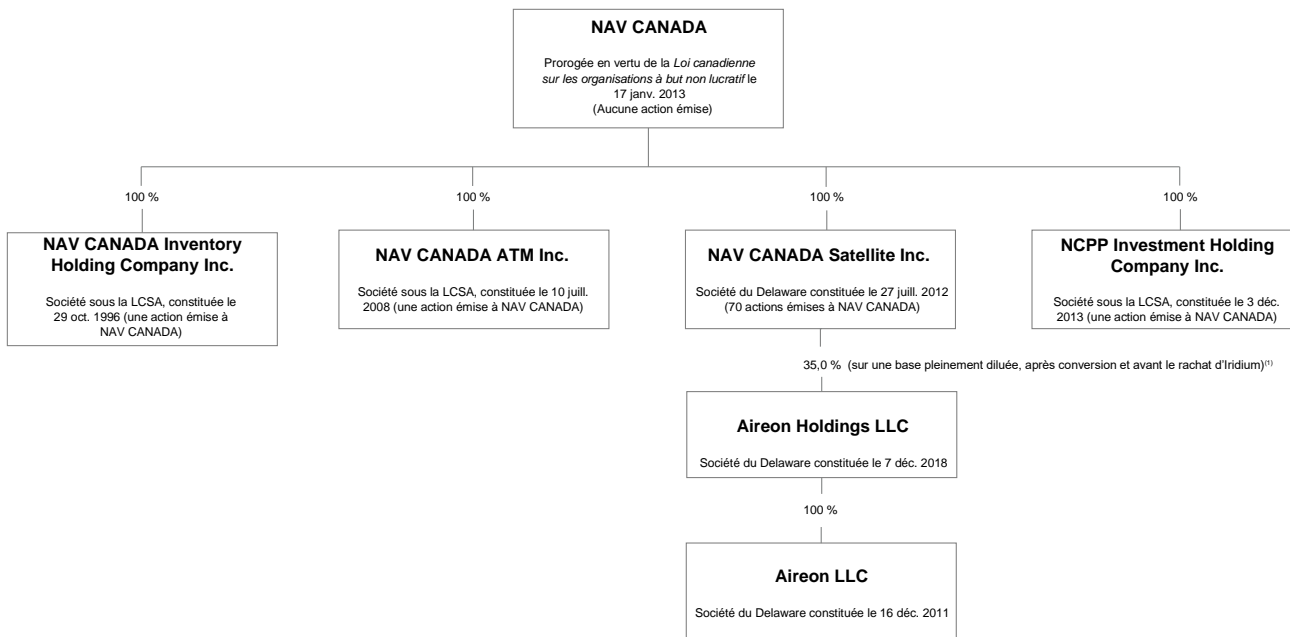 NAV CANADA
Prorogée en vertu de la Loi canadienne
sur les organisations à but non lucratif le
17 janv. 2013
(Aucune action émise)
100 %
100 %
100 %
100 %
NAV CANADA Inventory
Holding Company Inc.
Société sous la LCSA, constituée le
29 oct. 1996 (une action émise à
NAV CANADA)
NAV CANADA ATM Inc.
Société sous la LCSA, constituée le 10 juill.
2008 (une action émise à NAV CANADA)
NAV CANADA Satellite Inc.
Société du Delaware constituée le 27 juill. 2012
(70 actions émises à NAV CANADA)
NCPP Investment Holding
Company Inc.
Société sous la LCSA, constituée le 3 déc.
2013 (une action émise à NAV CANADA)
35,0 % (sur une base pleinement diluée, après conversion et avant le rachat d'Iridium)(1)
Aireon Holdings LLC
Société du Delaware constituée le 7 déc. 2018
100 %
Aireon LLC
Société du Delaware constituée le 16 déc. 2011